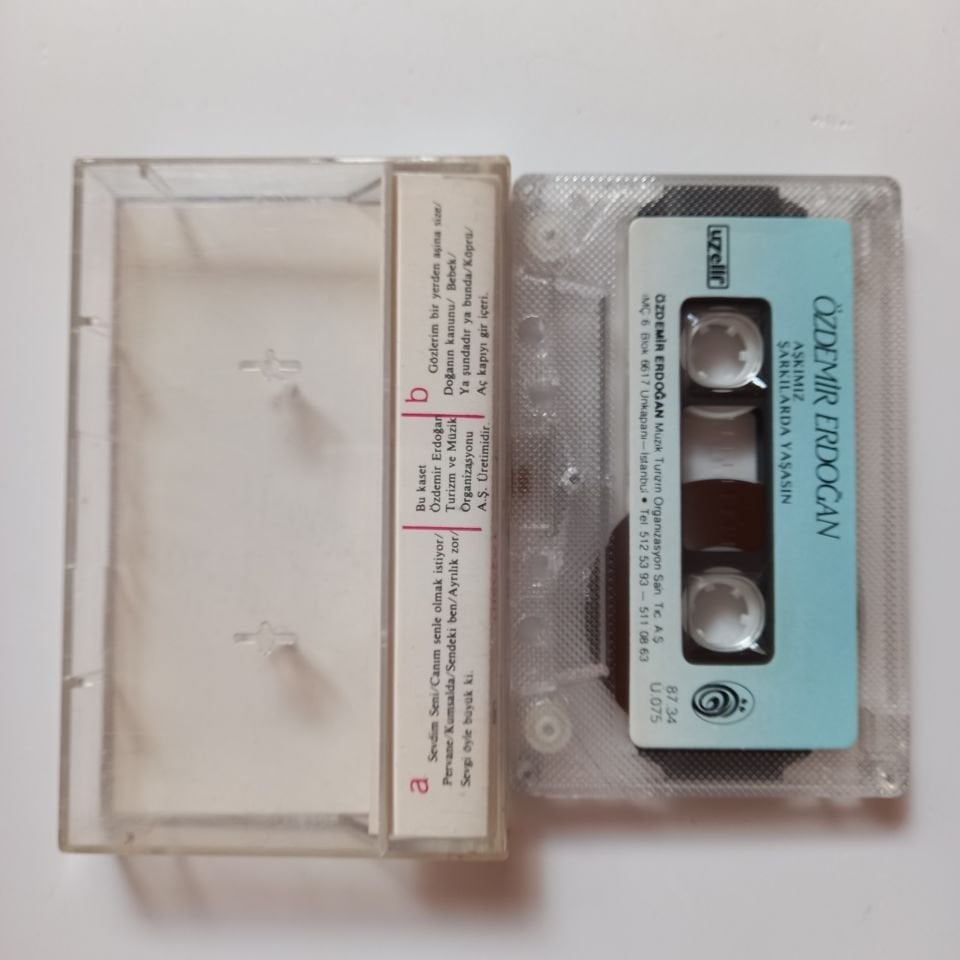 a
Sevdim Seni/Canım senle olmak istiyor/
Pervane/Kumsalda/Sendeki ben/Ayrılık zor/
Sevgi öyle büyük ki.
Bu kaset
Özdemir Erdoğan
Turizm ve Müzik
Organizasyonu
A.Ş. Üretimidir.
b
Gözlerim bir yerden aşina size/
Doğanın kanunu/ Bebek/
Ya şundadır ya bunda/Köprü/
Aç kapıyı gir içeri.
ÖZDEMİR ERDOĞAN
AŞKIMIZ
ŞARKILARDA YAŞASIN
uzelli
87.34
Ü.075
ÖZDEMİR ERDOĞAN Müzik Turizm Organizasyon San. Tic. A.Ş
İMÇ 6 Blok 6617 Unkapanı-İstanbul • Tel 512 53 93 — 511 08 63